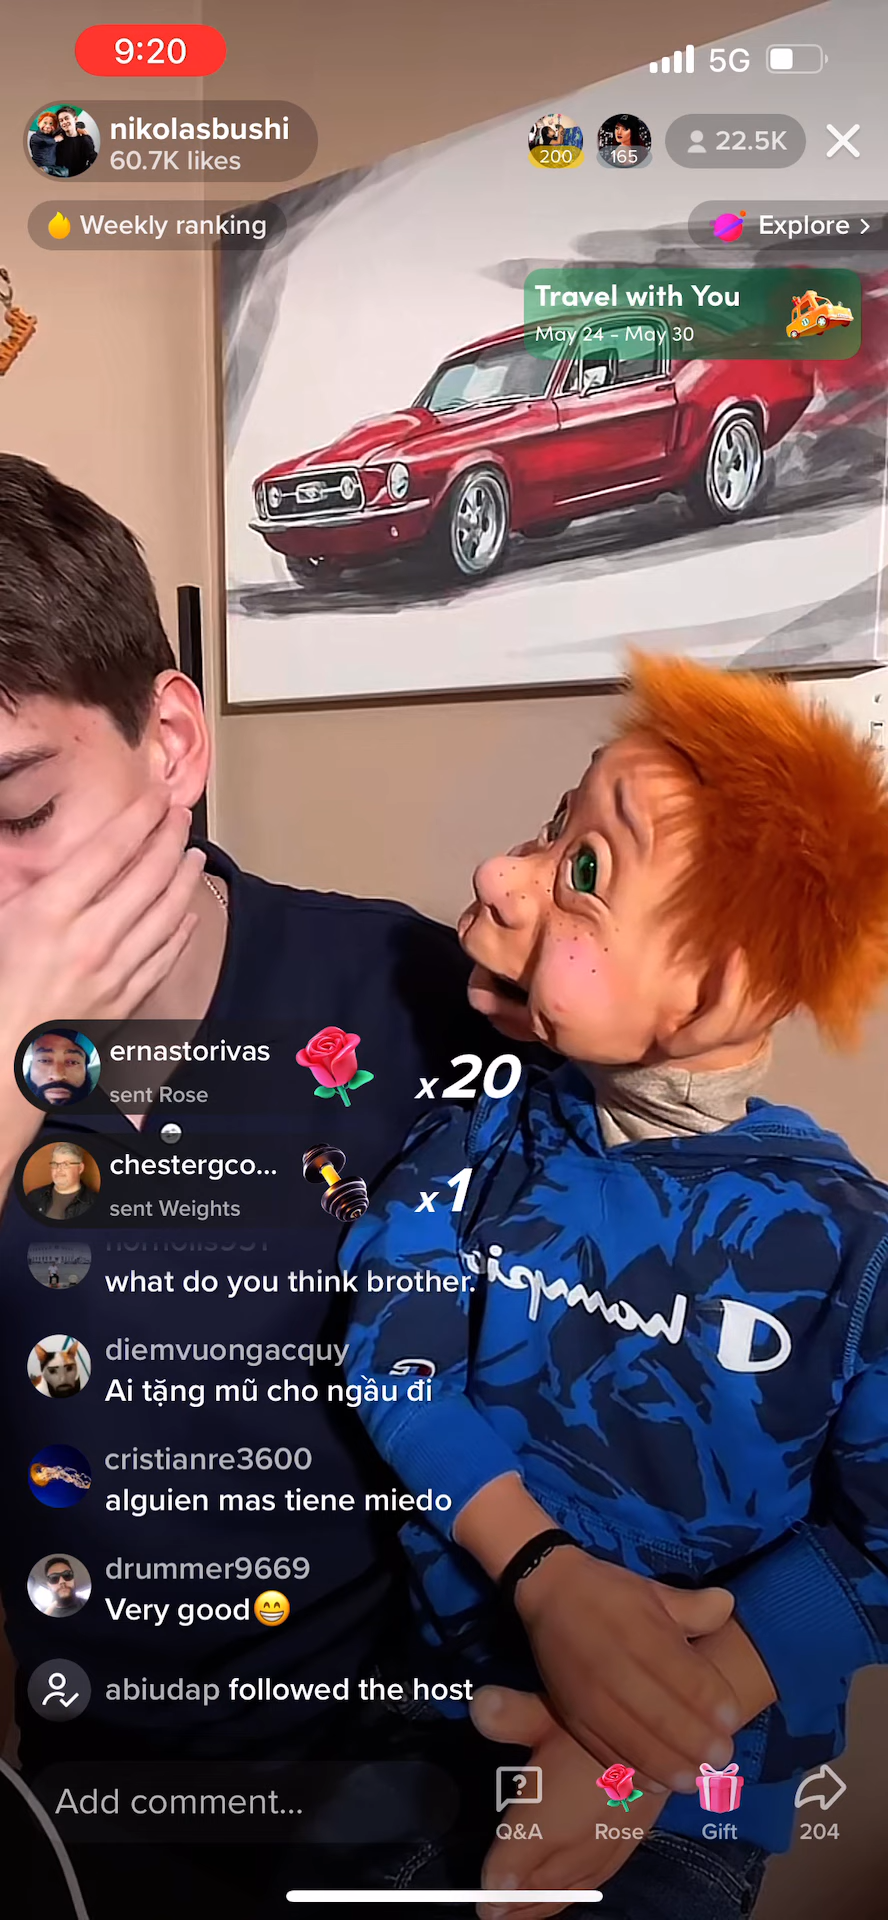 9:20
5G
nikolasbushi
60.7K likes
200
165
22.5K
Weekly ranking
Explore >
Travel with You
May 24 - May 30
ernastorivas
sent Rose
x20
chestergco...
sent Weights
x1
what do you think brother.
diemvuongacquy
Ai tặng mũ cho ngầu đi
cristianre3600
alguien mas tiene miedo
drummer9669
Very good😁
abiudap followed the host
Champion
Add comment...
Q&A
Rose
Gift
204